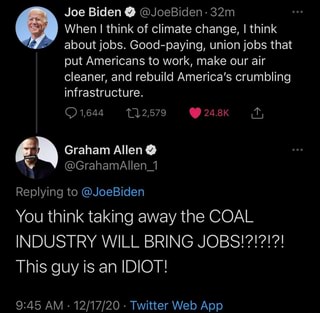 Joe Biden @JoeBiden · 32m
When I think of climate change, I think
about jobs. Good-paying, union jobs that
put Americans to work, make our air
cleaner, and rebuild America's crumbling
infrastructure.
1,644 2,579 24.8K
Graham Allen
@GrahamAllen_1
Replying to @JoeBiden
You think taking away the COAL
INDUSTRY WILL BRING JOBS!?!?!?!
This guy is an IDIOT!
9:45 AM · 12/17/20 · Twitter Web App